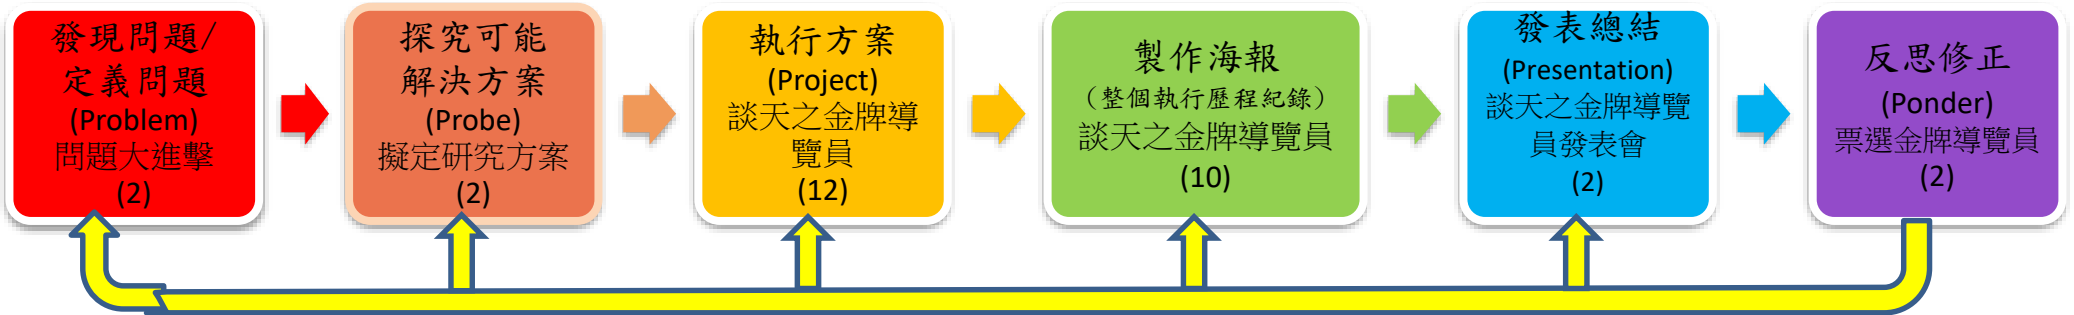 發現問題/
定義問題
(Problem)
問題大進擊
(2)
探究可能
解決方案
(Probe)
擬定研究方案
(2)
執行方案
(Project)
談天之金牌導
覽員
(12)
製作海報
（整個執行歷程紀錄）
談天之金牌導覽員
(10)
發表總結
(Presentation)
談天之金牌導覽
員發表會
(2)
反思修正
(Ponder)
票選金牌導覽員
(2)